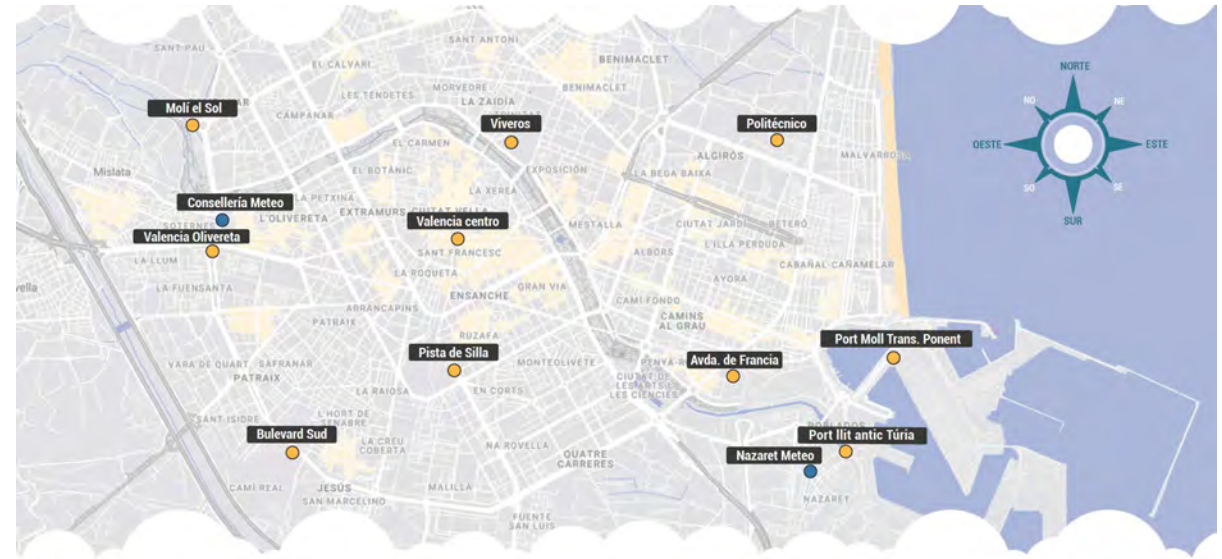 SANT PAU
SANT ANTONI
BENIMACLET
EL CALVARI
NORTE
LES TENDETES
MORVEDRE
BENIMACLET
LA ZAIDÍA
NO
NE
Molí el Sol
CAMPANAR
Viveros
Politécnico
OESTE
ESTE
EL CARMEN
ALGIRÓS
MALVARROSA
Mislata
EL BOTÀNIC
EXPOSICIÓN
LA BEGA BAIXA
SO
SE
LA PETXINA
LA XEREA
Consellería Meteo
L'OLIVERETA
EXTRAMURS
CIUTAT VELLA
SUR
SOTERNES
Valencia centro
MESTALLA
CIUTAT JARDÍ
BETERÓ
Valencia Olivereta
L'ILLA PERDUDA
LA LLUM
SANT FRANCESC
ALBORS
CABAÑAL CAÑAMELAR
LA ROQUETA
AYORA
vella
LA FUENSANTA
ENSANCHE
GRAN VIA
CAMÍ FONDO
ARRANCAPINS
CAMINS
AL GRAU
PATRAIX
RUZAFA
Port Moll Trans. Ponent
Pista de Silla
MONTEOLIVETE
Avda. de Francia
VARA DE QUART
SAFRANAR
PATRAIX
CIUTAT DE
LES ARTS I
LES CIÈNCIES
LA RAIOSA
EN CORTS
SANT ISIDRE
L'HORT DE
SENABRE
POBLADOS
Bulevard Sud
Port llit antic Túria
LA CREU
COBERTA
NA ROVELLA
QUATRE
CARRERES
Nazaret Meteo
CAMÍ REAL
JESÚS
MALILLA
SAN MARCELINO
NAZARET
FUENTE
SAN LUIS